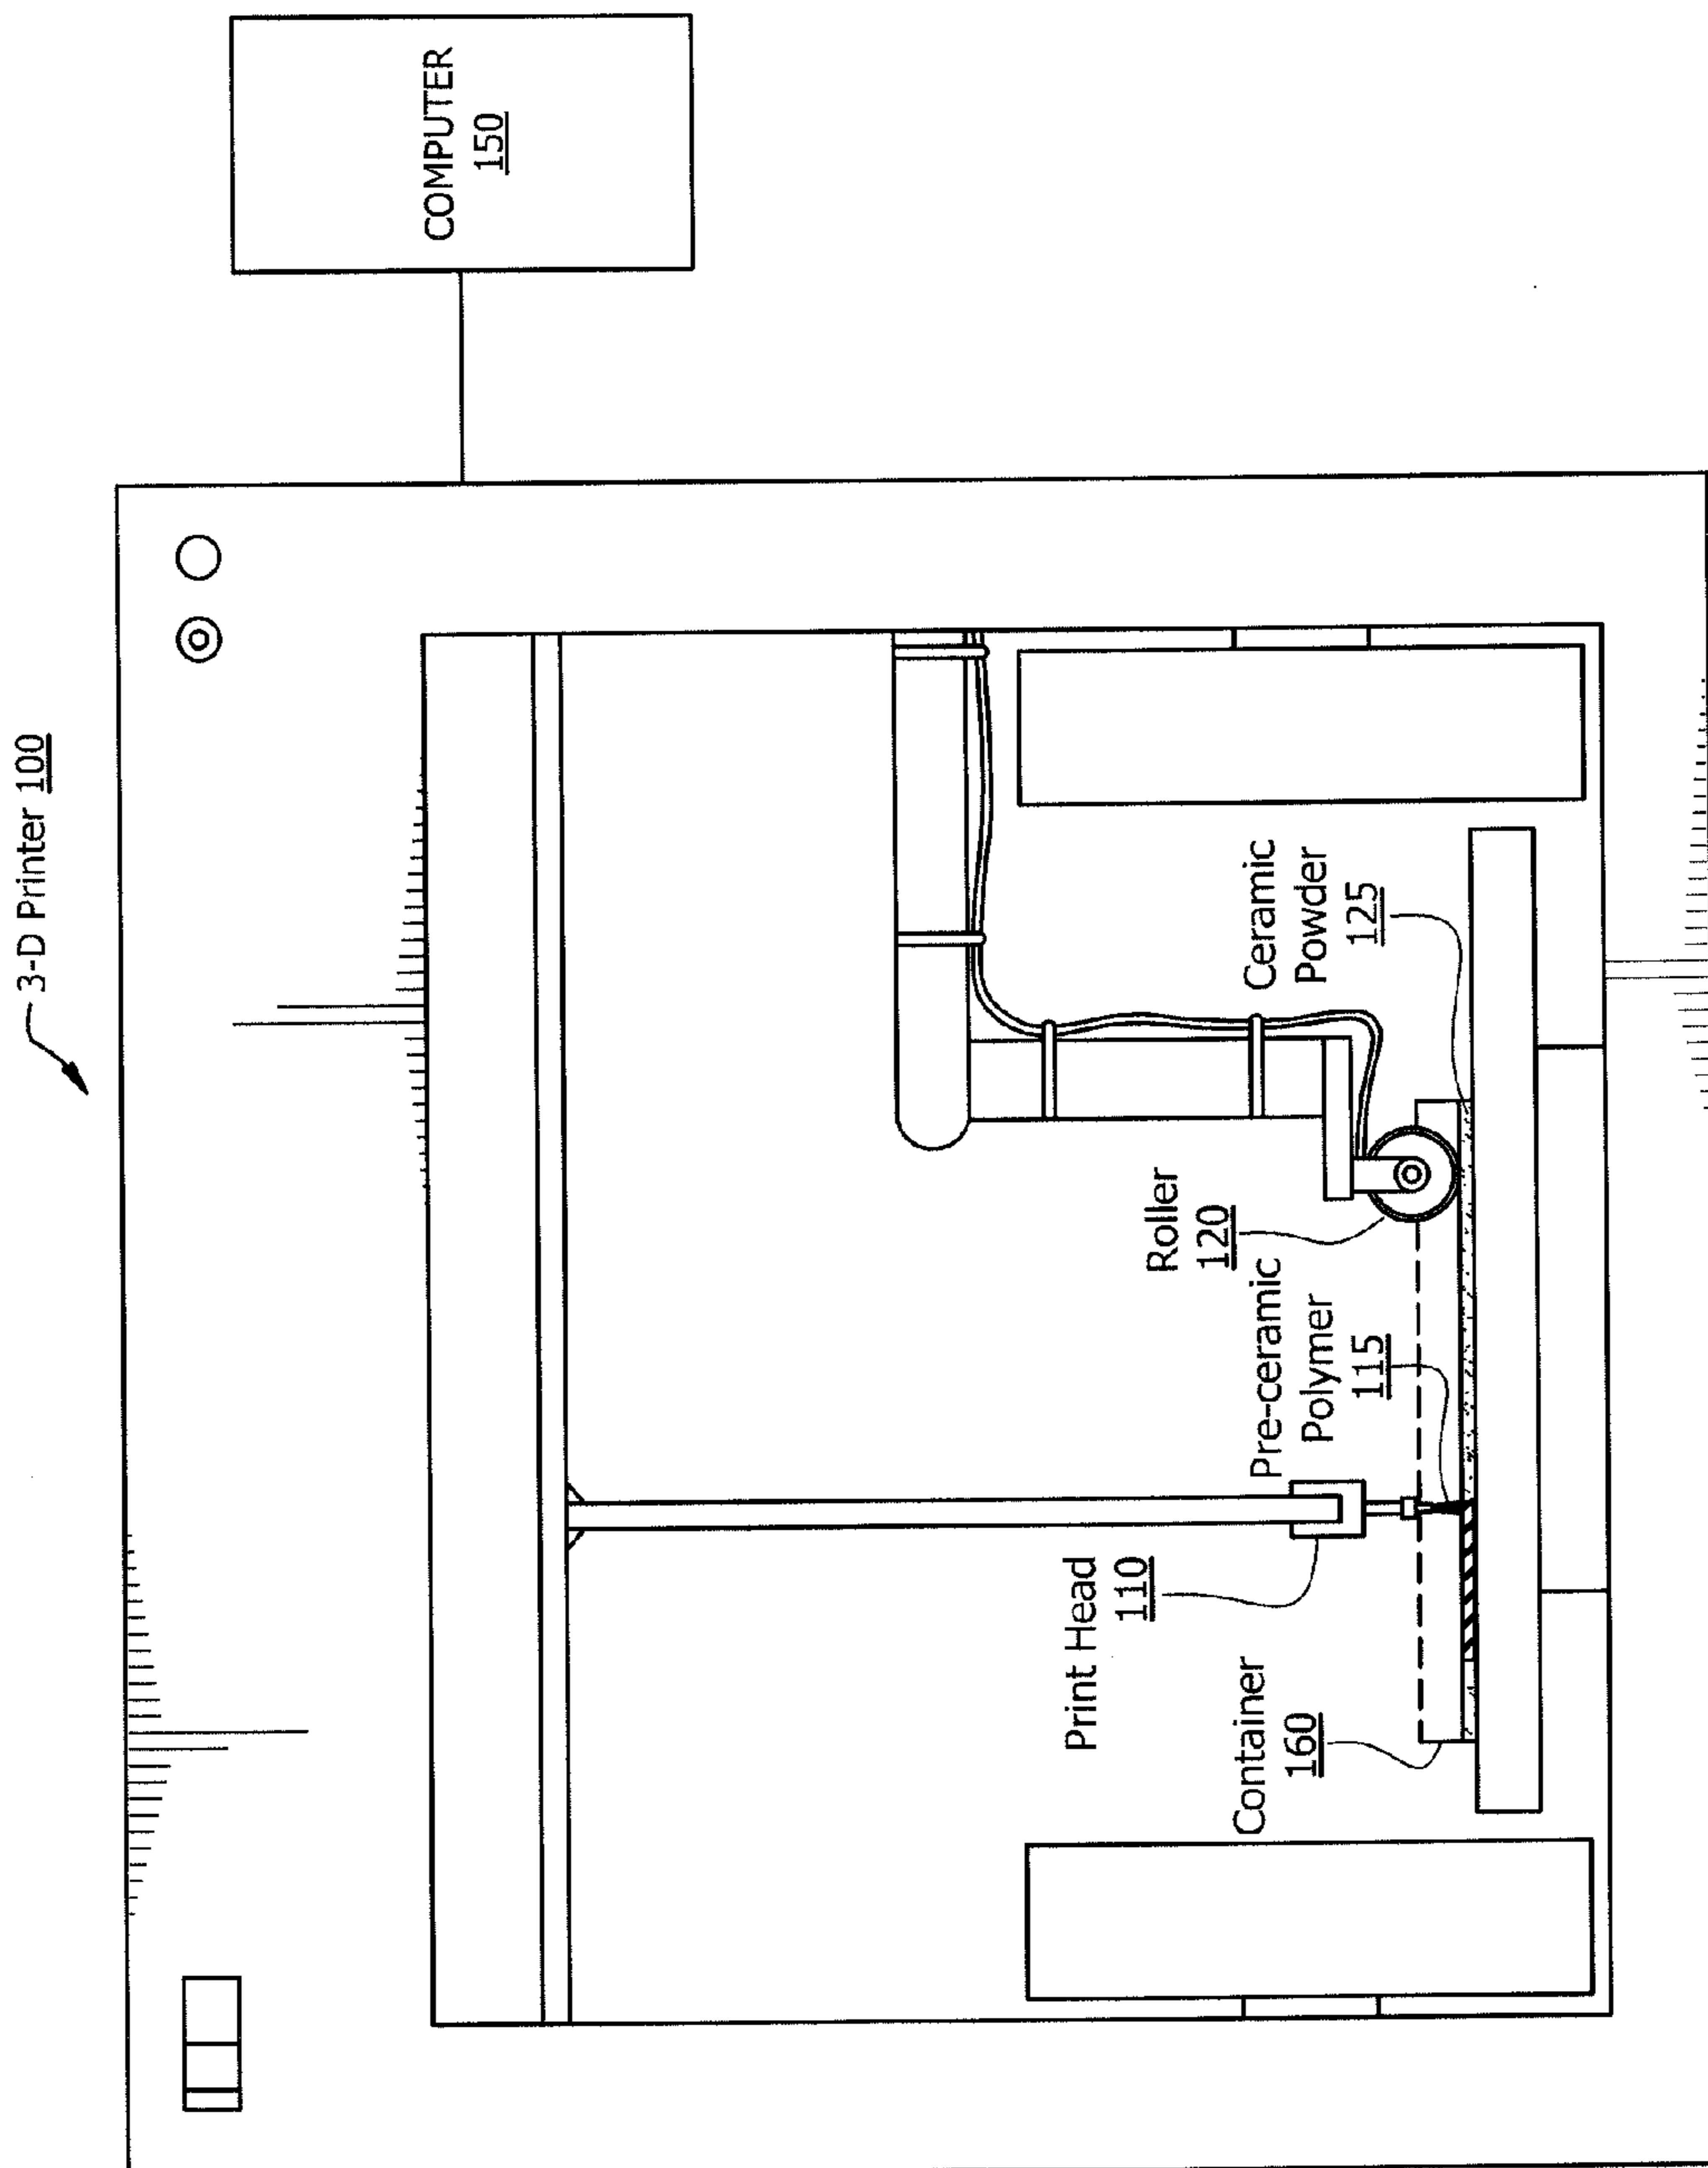 3-D Printer 100
COMPUTER
150
Print Head
110
Container
160
Pre-ceramic
Polymer
115
Roller
120
Ceramic
Powder
125